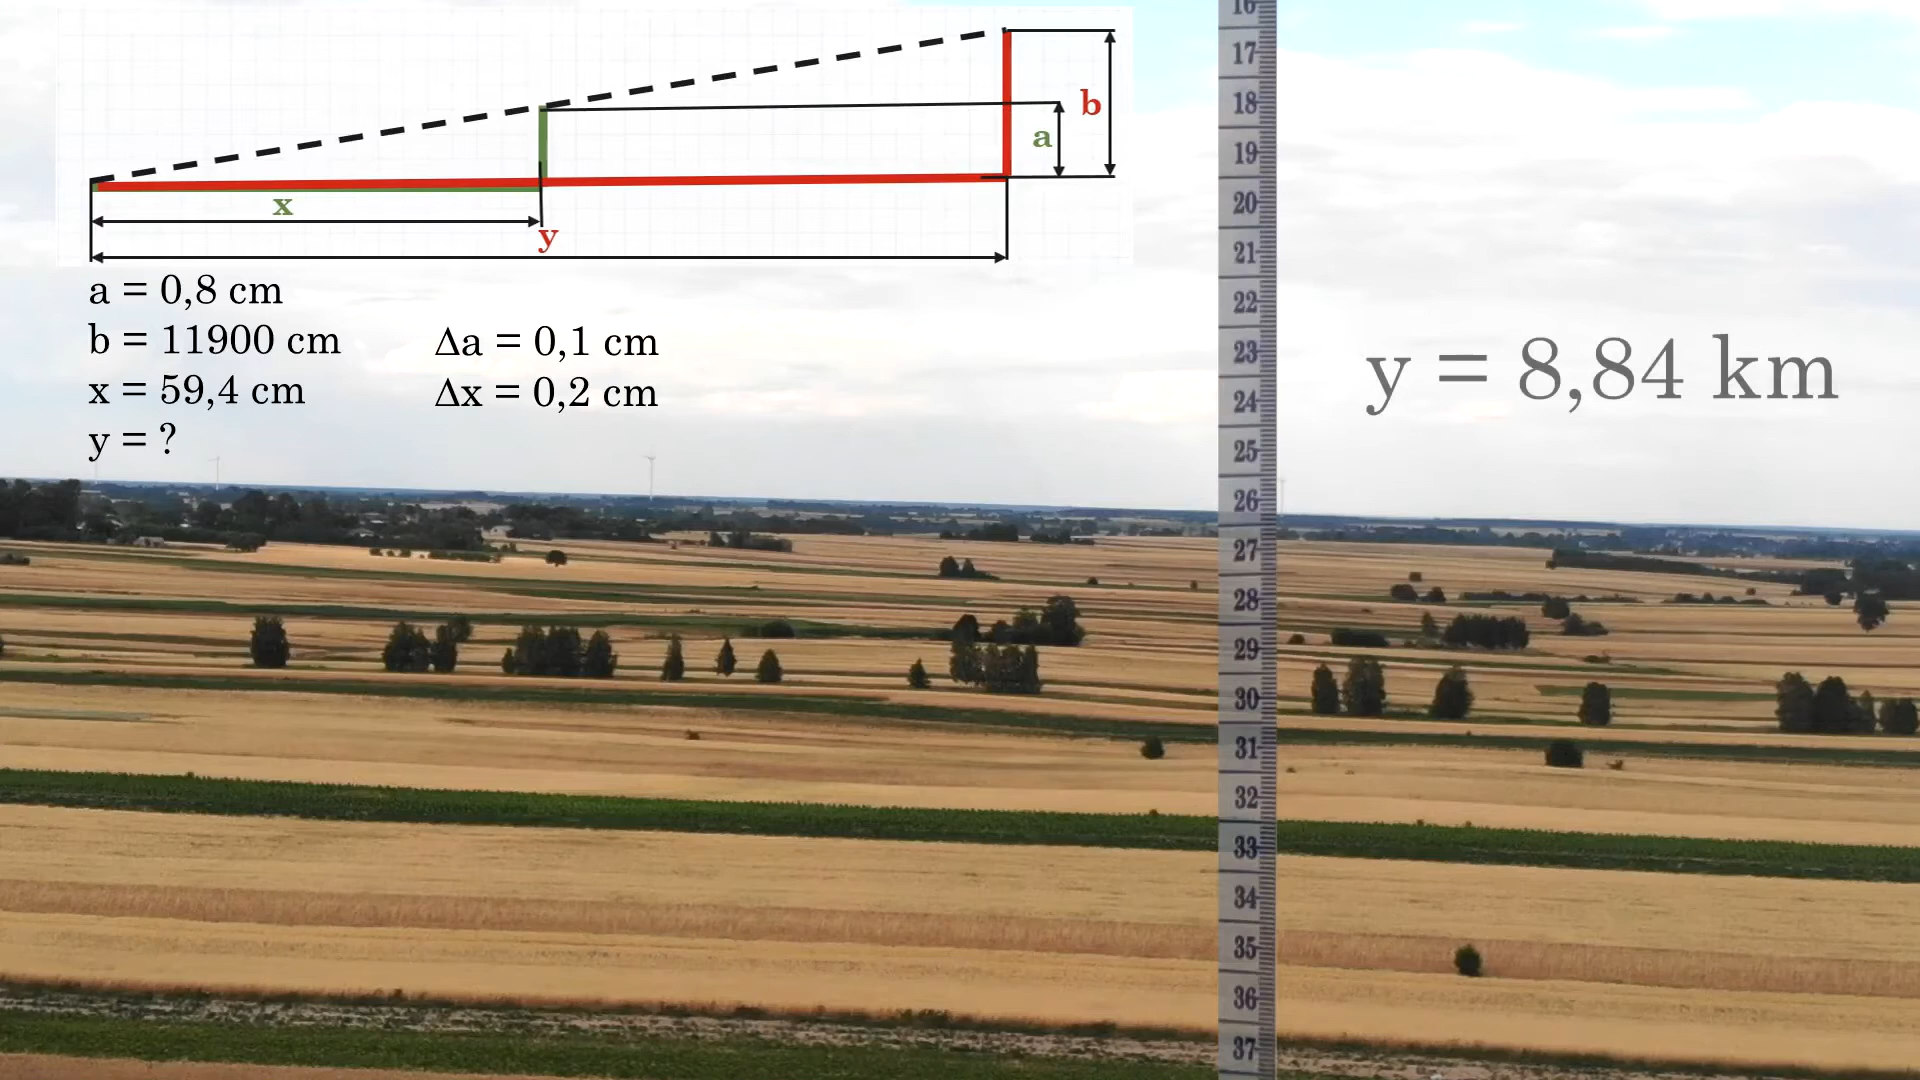 b
a
x
y
a = 0,8 cm
b = 11900 cm
x = 59,4 cm
y = ?
Δa = 0,1 cm
Δx = 0,2 cm
y = 8,84 km
16
17
18
19
20
21
22
23
24
25
26
27
28
29
30
31
32
33
34
35
36
37